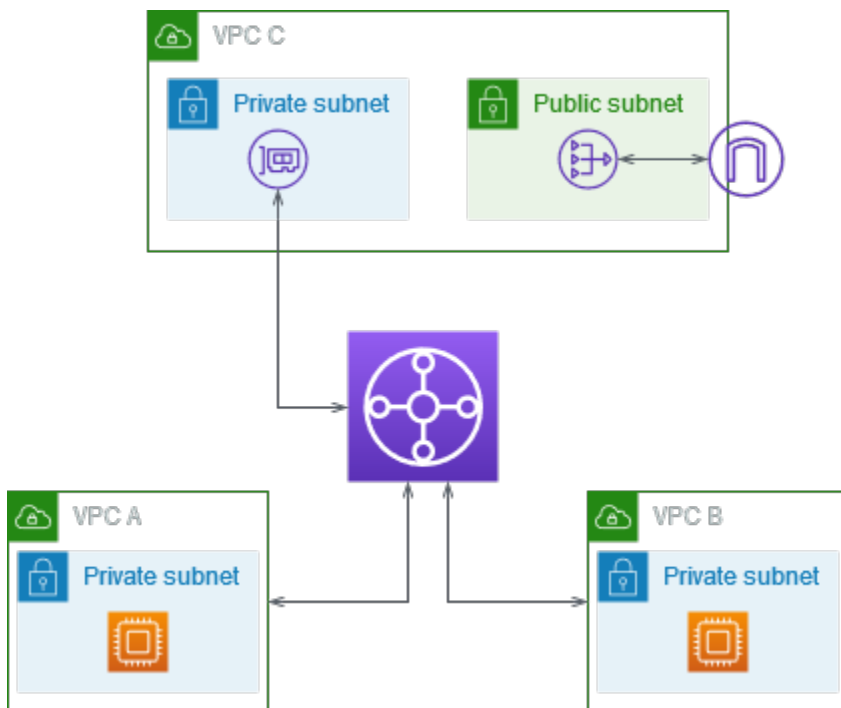 VPC C
Private subnet
Public subnet
VPC A
Private subnet
VPC B
Private subnet